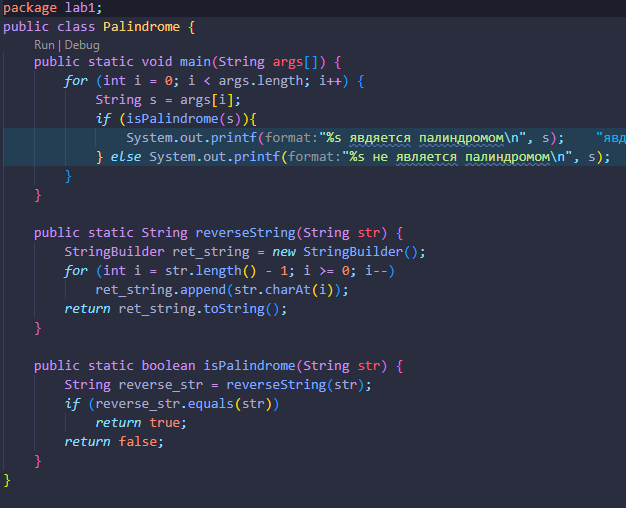 package lab1;
public class Palindrome {
Run | Debug
public static void main(String args[]) {
for (int i = 0; i < args.length; i++) {
String s = args[i];
if (isPalindrome(s)){
System.out.printf(format:"%s явдяется палиндромом\n", s); "явд
} else System.out.printf(format:"%s не является палиндромом\n", s);
}
}
public static String reverseString(String str) {
StringBuilder ret_string = new StringBuilder();
for (int i = str.length() - 1; i >= 0; i--)
ret_string.append(str.charAt(i));
return ret_string.toString();
}
public static boolean isPalindrome(String str) {
String reverse_str = reverseString(str);
if (reverse_str.equals(str))
return true;
return false;
}
}